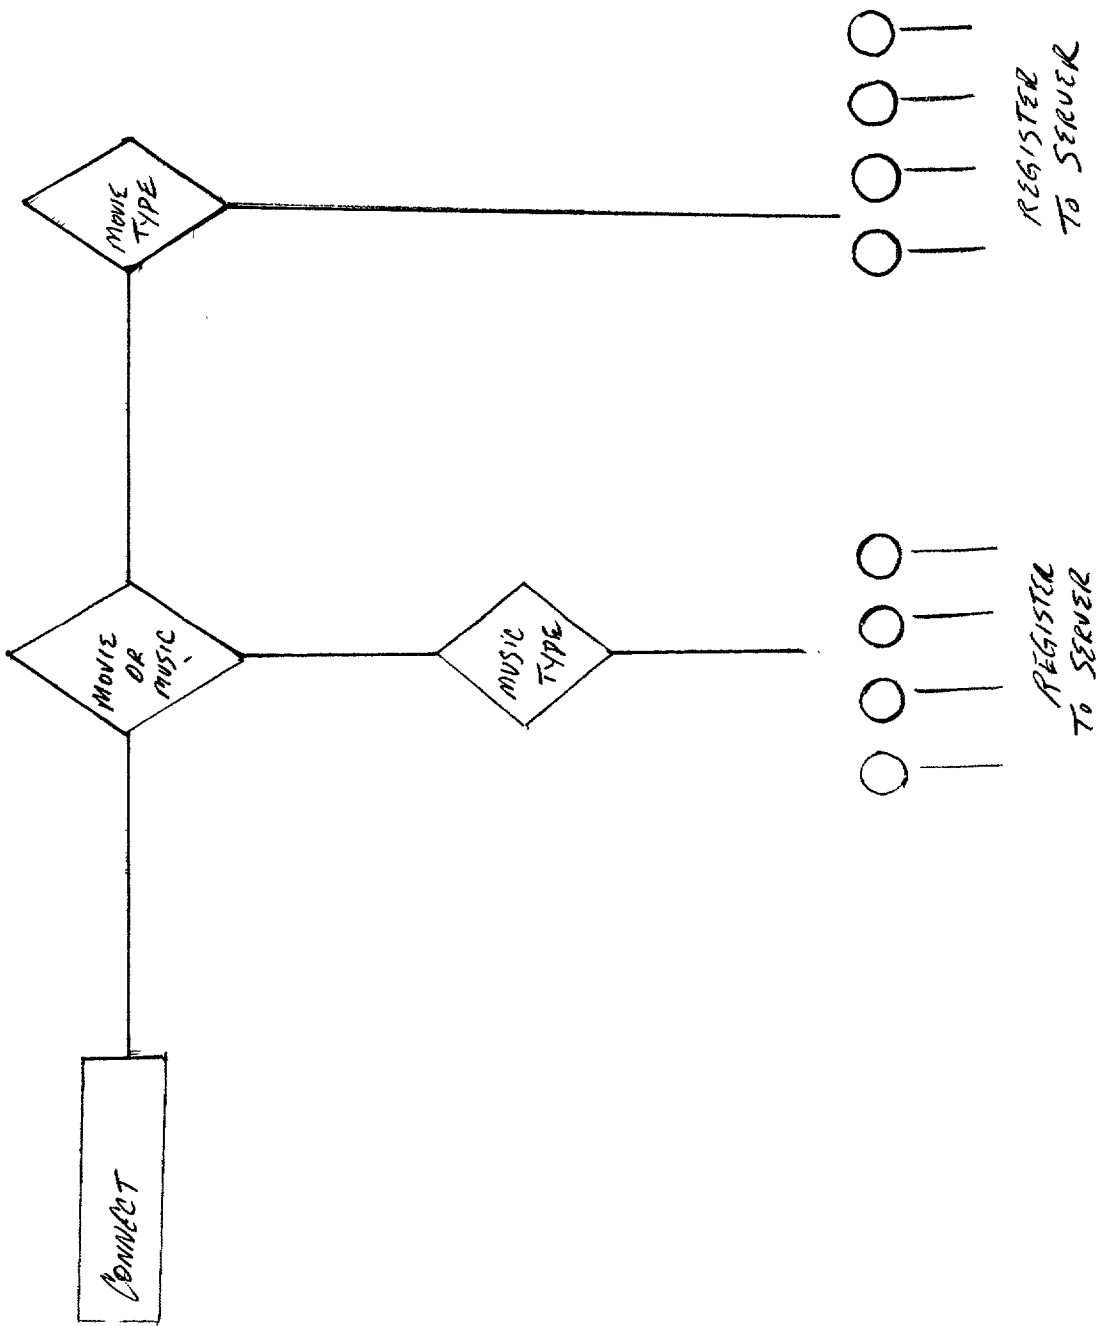 CONNECT
MOVIE
OR
MUSIC
MOVIE
TYPE
MUSIC
TYPE
REGISTER
TO SERVER
REGISTER
TO SERVER